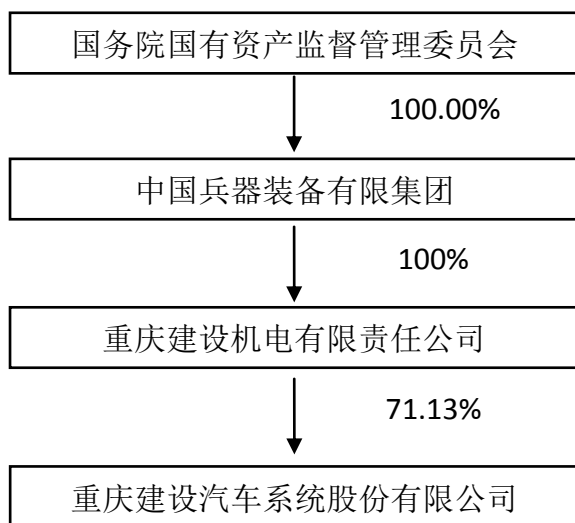 国务院国有资产监督管理委员会
100.00%
中国兵器装备有限集团
100%
重庆建设机电有限责任公司
71.13%
重庆建设汽车系统股份有限公司